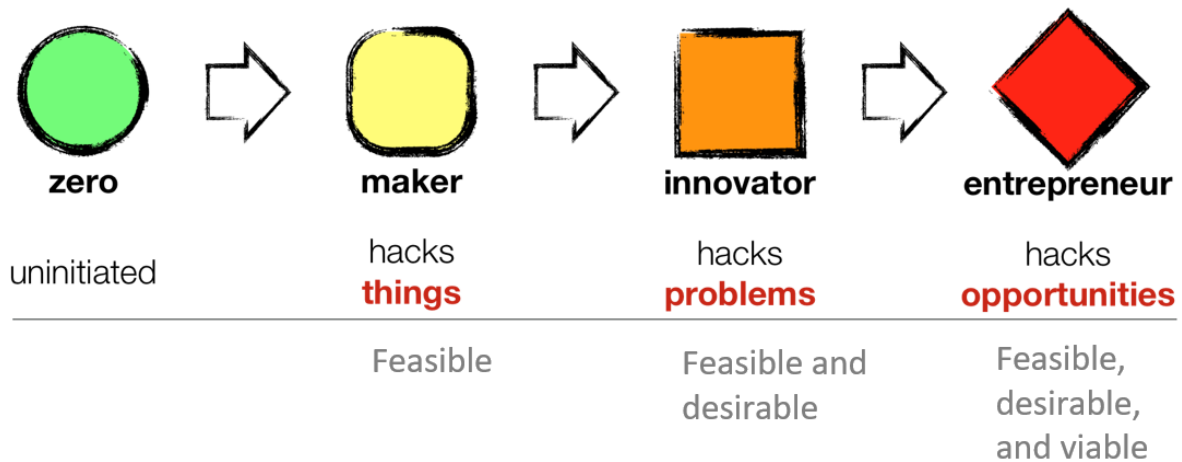 zero
maker
innovator
entrepreneur
uninitiated
hacks
things
hacks
problems
hacks
opportunities
Feasible
Feasible and
desirable
Feasible,
desirable,
and viable